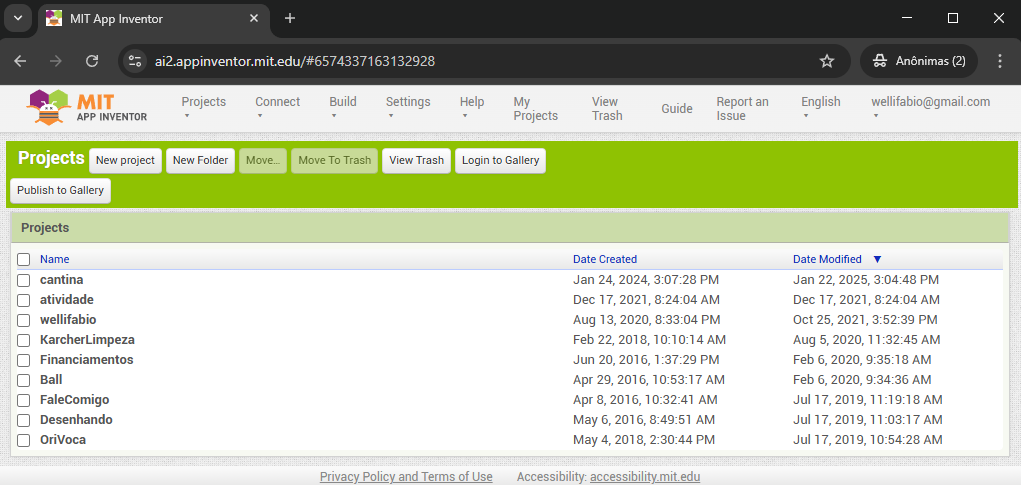 MIT App Inventor
ai2.appinventor.mit.edu/#6574337163132928
Anônimas (2)
MIT
APP INVENTOR
Projects
Connect
Build
Settings
Help
My
Projects
View
Trash
Guide
Report an
Issue
English
wellifabio@gmail.com
Projects
New project
New Folder
Move...
Move To Trash
View Trash
Login to Gallery
Publish to Gallery
Projects
Name Date Created Date Modified
cantina Jan 24, 2024, 3:07:28 PM Jan 22, 2025, 3:04:48 PM
atividade Dec 17, 2021, 8:24:04 AM Dec 17, 2021, 8:24:04 AM
wellifabio Aug 13, 2020, 8:33:04 PM Oct 25, 2021, 3:52:39 PM
KarcherLimpeza Feb 22, 2018, 10:10:14 AM Aug 5, 2020, 11:32:45 AM
Financiamentos Jun 20, 2016, 1:37:29 PM Feb 6, 2020, 9:35:18 AM
Ball Apr 29, 2016, 10:53:17 AM Feb 6, 2020, 9:34:36 AM
FaleComigo Apr 8, 2016, 10:32:41 AM Jul 17, 2019, 11:19:18 AM
Desenhando May 6, 2016, 8:49:51 AM Jul 17, 2019, 11:03:17 AM
OriVoca May 4, 2018, 2:30:44 PM Jul 17, 2019, 10:54:28 AM
Privacy Policy and Terms of Use Accessibility: accessibility.mit.edu